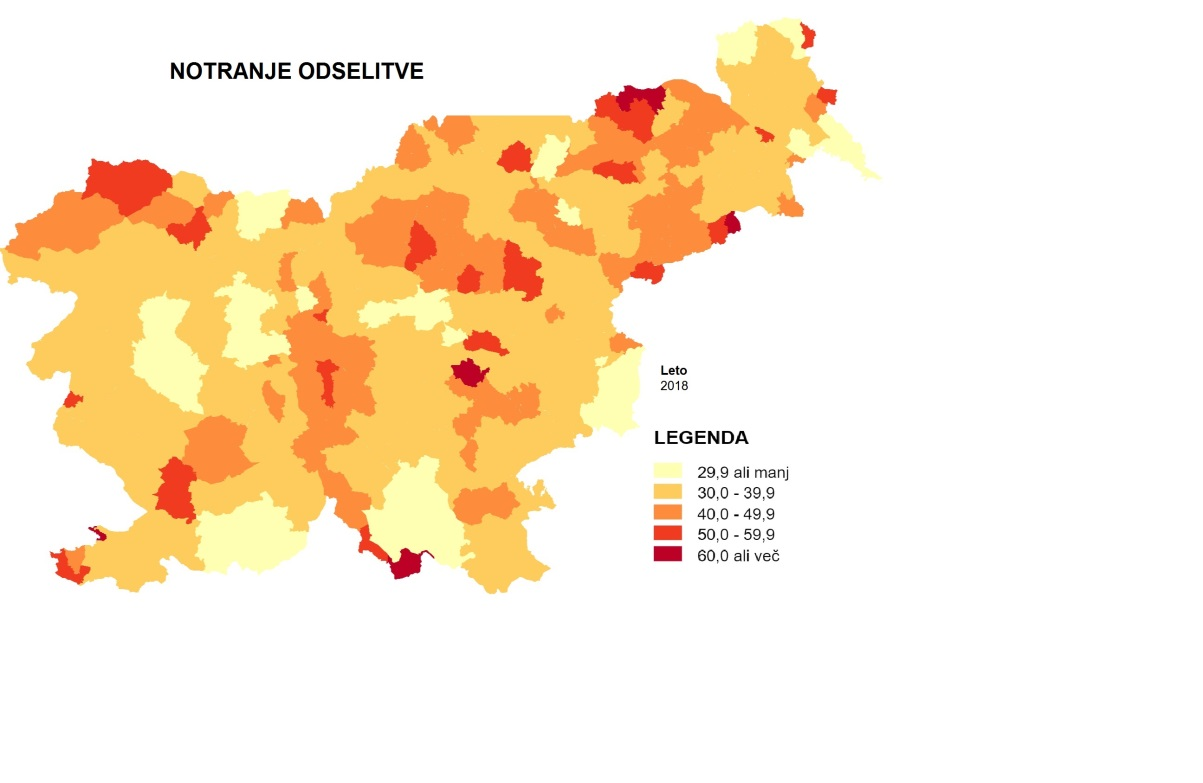 NOTRANJE ODSELITVE
Leto
2018
LEGENDA
29,9 ali manj
30,0 - 39,9
40,0 - 49,9
50,0 - 59,9
60,0 ali več